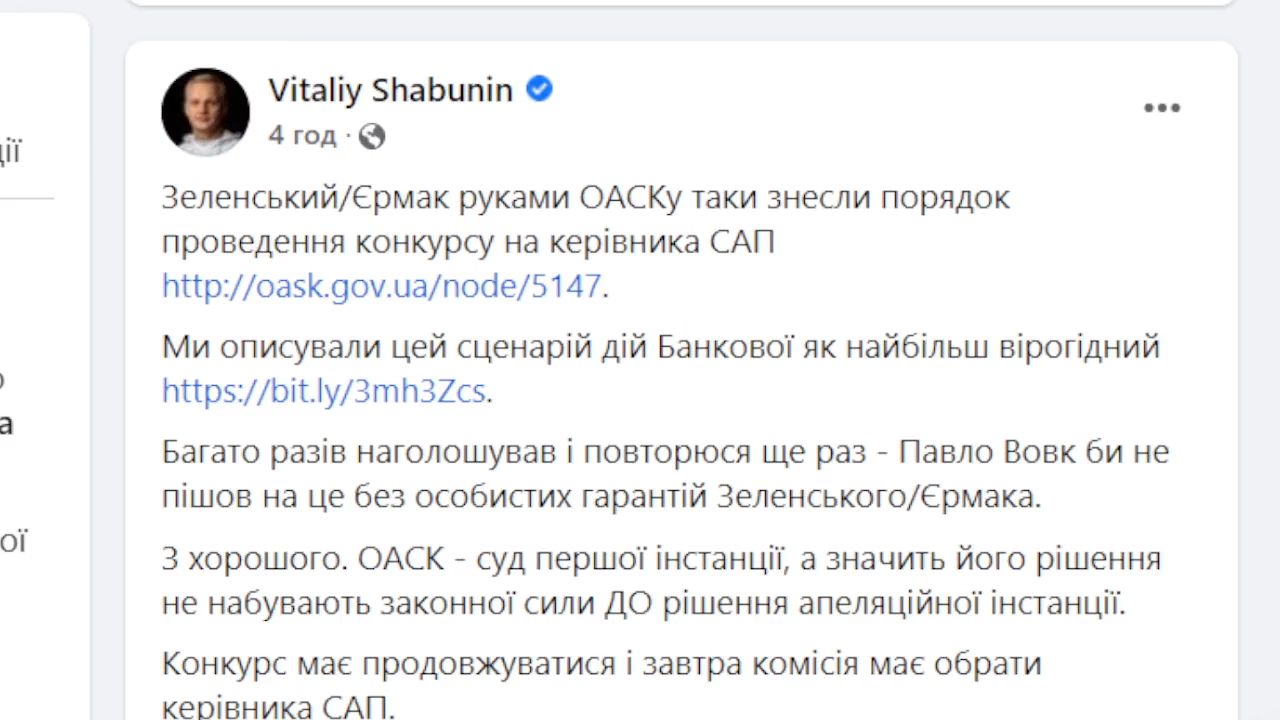 Vitaliy Shabunin
4 год ·
Зеленський/Єрмак руками ОАСКу таки знесли порядок
проведення конкурсу на керівника САП
http://oask.gov.ua/node/5147.
Ми описували цей сценарій дій Банкової як найбільш вірогідний
https://bit.ly/3mh3Zcs.
Багато разів наголошував і повторюся ще раз - Павло Вовк би не
пішов на це без особистих гарантій Зеленського/Єрмака.
З хорошого. ОАСК - суд першої інстанції, а значить його рішення
не набувають законної сили ДО рішення апеляційної інстанції.
Конкурс має продовжуватися і завтра комісія має обрати
керівника САП.